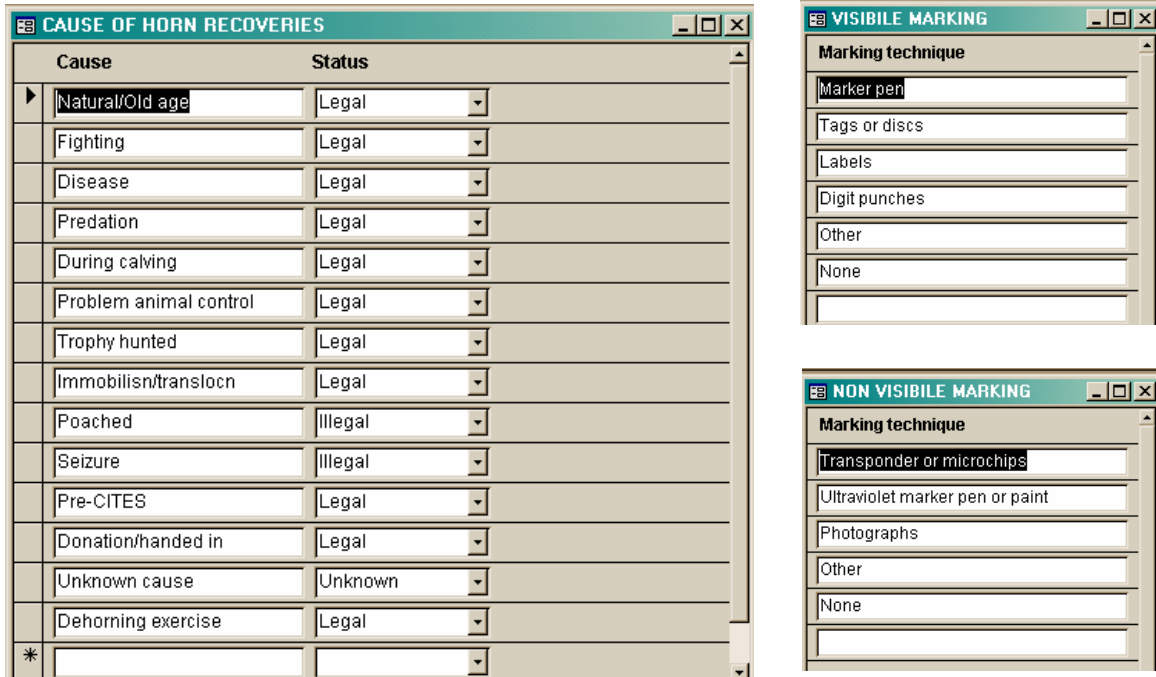 CAUSE OF HORN RECOVERIES
Cause Status
Natural/Old age Legal
Fighting Legal
Disease Legal
Predation Legal
During calving Legal
Problem animal control Legal
Trophy hunted Legal
Immobilisn/translocn Legal
Poached Illegal
Seizure Illegal
Pre-CITES Legal
Donation/handed in Legal
Unknown cause Unknown
Dehorning exercise Legal
VISIBILE MARKING
Marking technique
Marker pen
Tags or discs
Labels
Digit punches
Other
None
NON VISIBILE MARKING
Marking technique
Transponder or microchips
Ultraviolet marker pen or paint
Photographs
Other
None